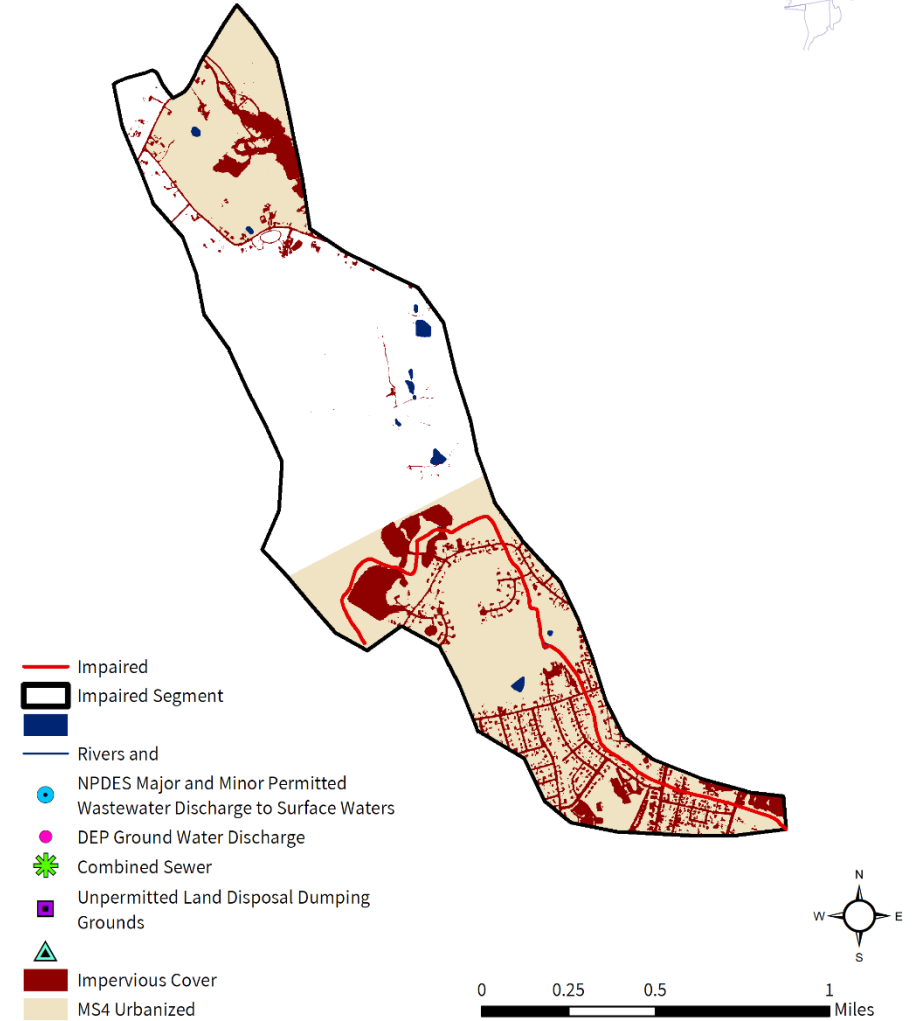 Impaired
Impaired Segment
Rivers and
NPDES Major and Minor Permitted
Wastewater Discharge to Surface Waters
DEP Ground Water Discharge
Combined Sewer
Unpermitted Land Disposal Dumping
Grounds
Impervious Cover
MS4 Urbanized
N
W E
S
0 0.25 0.5 1
Miles